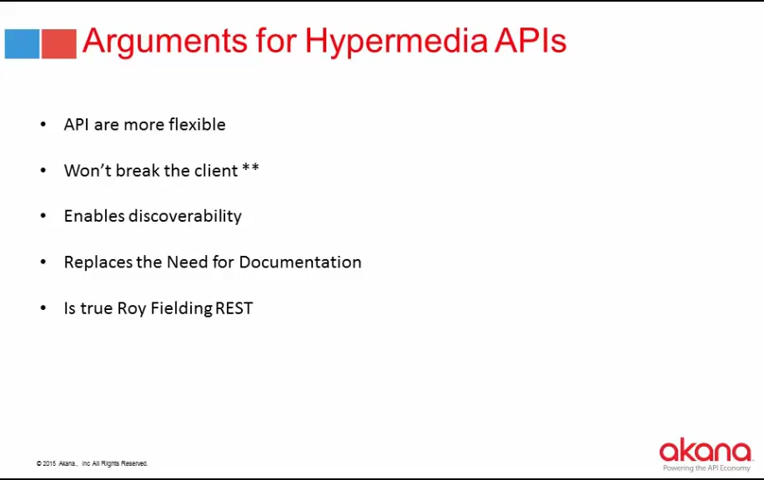 Arguments for Hypermedia APIs
• API are more flexible
• Won't break the client **
• Enables discoverability
• Replaces the Need for Documentation
• Is true Roy Fielding REST
© 2015 Akana, Inc All Rights Reserved.
akana
Powering the API Economy